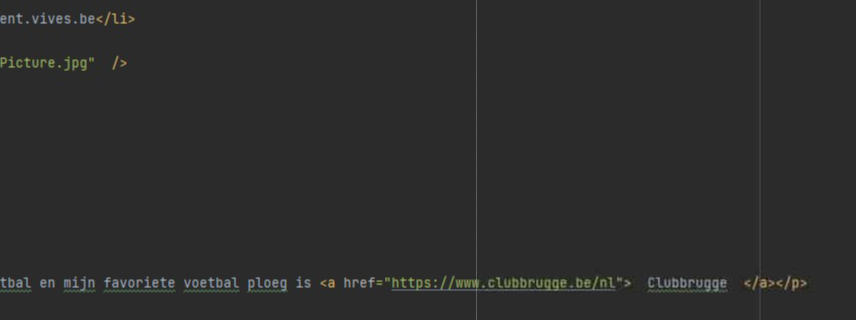 ent.vives.be</li>
Picture.jpg" />
tbal en mijn favoriete voetbal ploeg is <a href="https://www.clubbrugge.be/nl"> Clubbrugge </a></p>